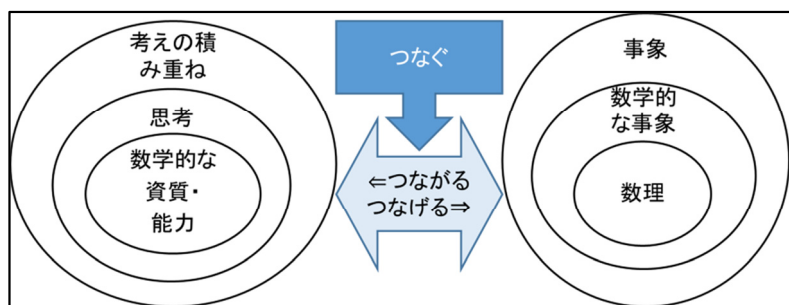 考えの積
み重ね
思考
数学的な
資質・
能力
つなぐ
⇐つながる
つなげる⇒
事象
数学的
な事象
数理